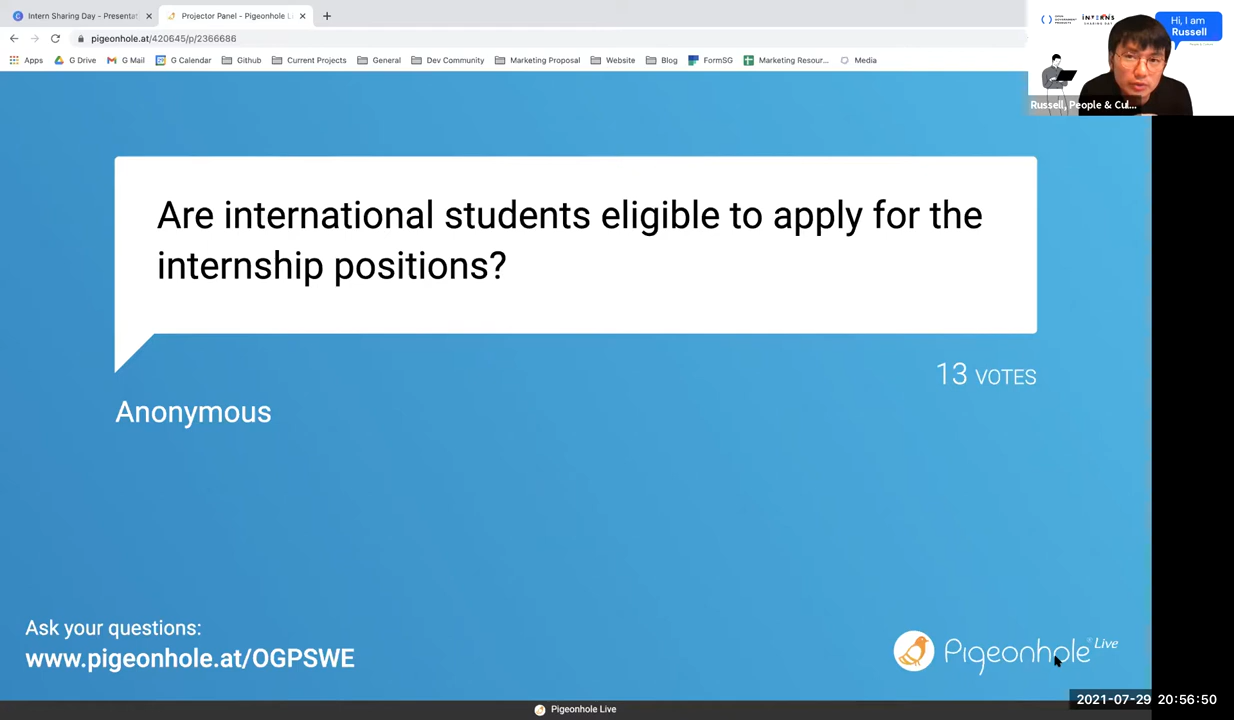 Intern Sharing Day - Presentat
Projector Panel - Pigeonhole L
pigeonhole.at/420645/p/2366686
Apps G Drive G Mail G Calendar Github Current Projects General Dev Community Marketing Proposal Website Blog FormSG Marketing Resour... Media
INTERNS
Hi, I am
Russell
Russell, People & Cul...
Are international students eligible to apply for the
internship positions?
13 VOTES
Anonymous
Ask your questions:
www.pigeonhole.at/OGPSWE
Pigeonhole Live
2021-07-29 20:56:50
Pigeonhole Live